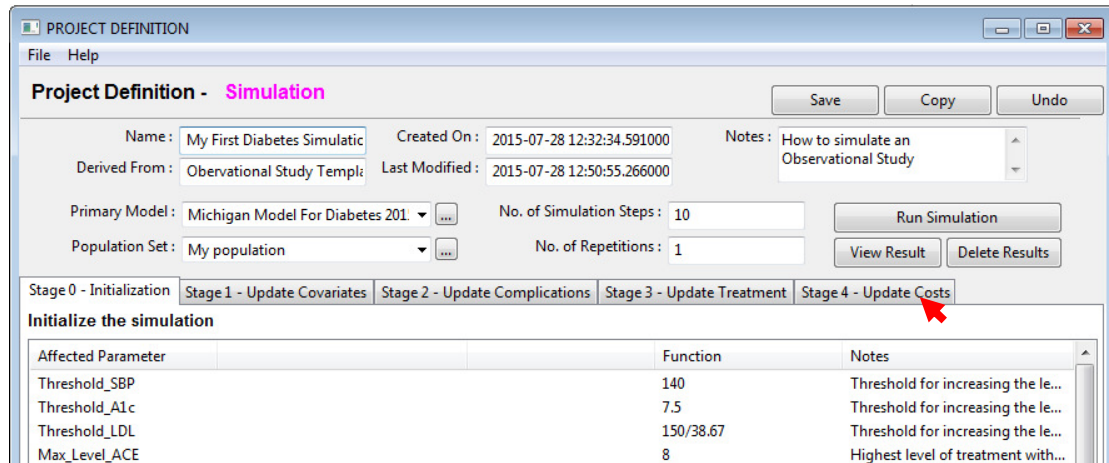 PROJECT DEFINITION
File Help
Project Definition - Simulation
Save Copy Undo
Name : My First Diabetes Simulatic Created On : 2015-07-28 12:32:34.591000 Notes : How to simulate an
Observational Study
Derived From : Obervational Study Templa Last Modified : 2015-07-28 12:50:55.266000
Primary Model : Michigan Model For Diabetes 201 ... No. of Simulation Steps : 10 Run Simulation
Population Set : My population ... No. of Repetitions : 1 View Result Delete Results
Stage 0 - Initialization Stage 1 - Update Covariates Stage 2 - Update Complications Stage 3 - Update Treatment Stage 4 - Update Costs
Initialize the simulation
Affected Parameter Function Notes
Threshold_SBP 140 Threshold for increasing the le...
Threshold_A1c 7.5 Threshold for increasing the le...
Threshold_LDL 150/38.67 Threshold for increasing the le...
Max_Level_ACE 8 Highest level of treatment with...